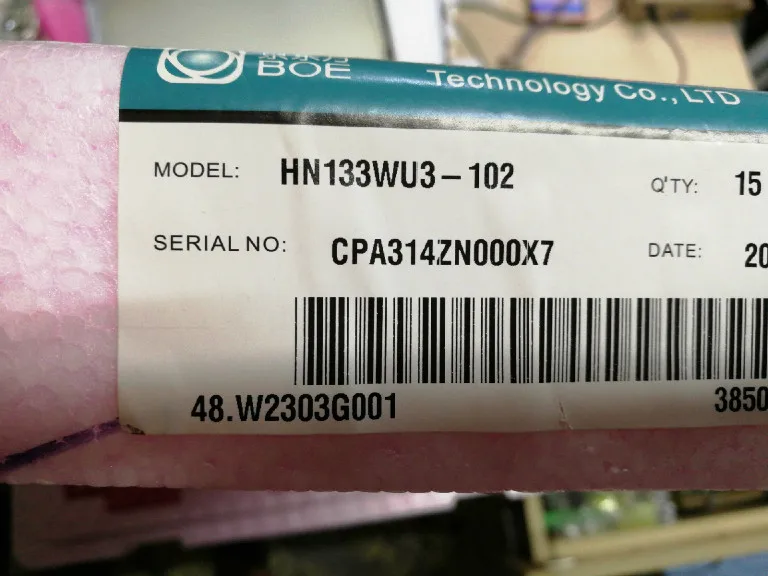 BOE
Technology Co., LTD
MODEL: HN133WU3-102
Q'TY: 15
SERIAL NO: CPA314ZN000X7
DATE: 20
48.W2303G001
3850